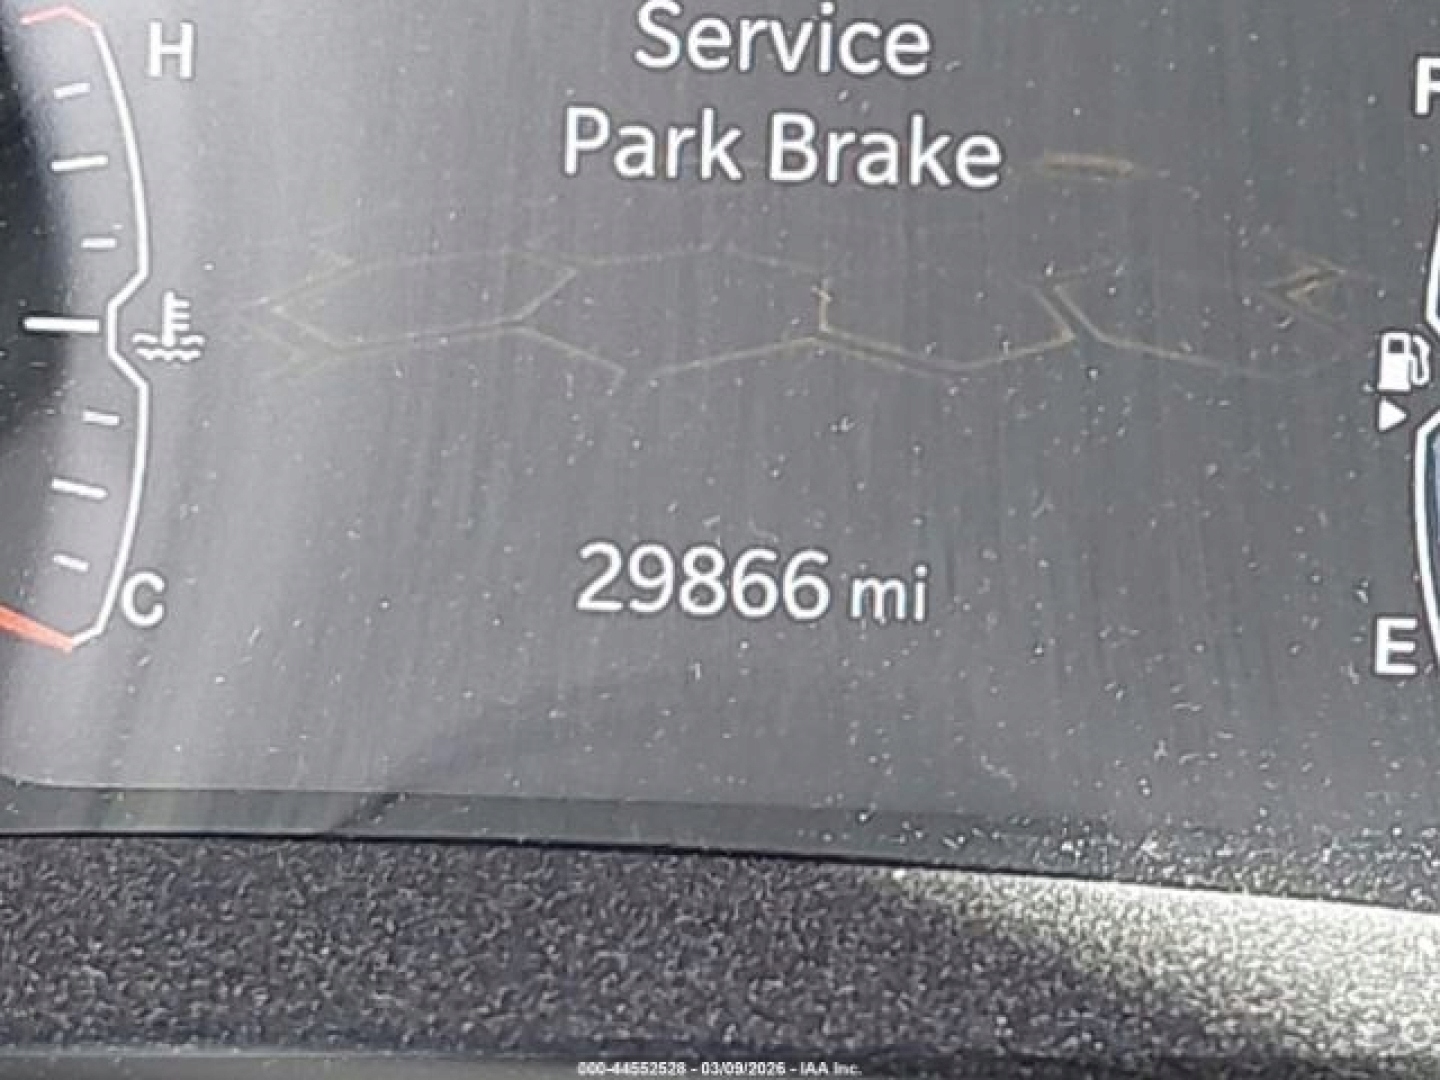 H
Service
Park Brake
F
29866 mi
C
E
000-44552528 - 03/09/2026 - IAA Inc.